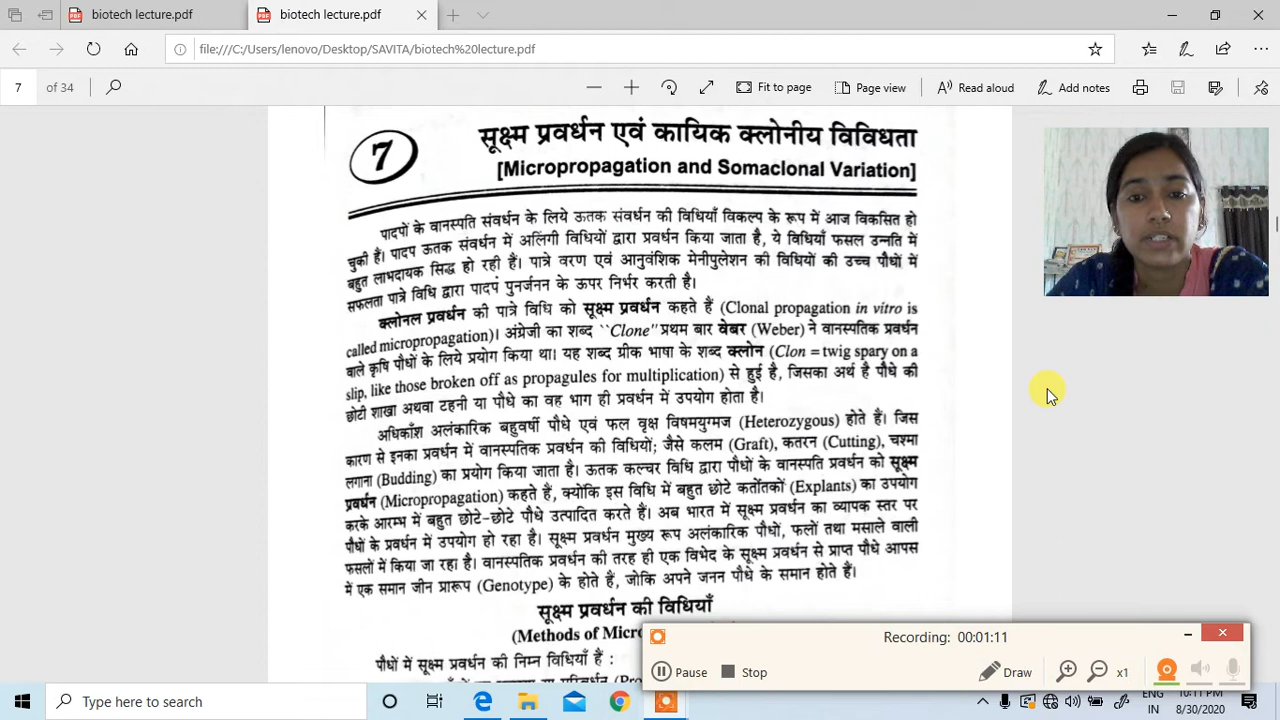 biotech lecture.pdf
biotech lecture.pdf
file:///C:/Users/lenovo/Desktop/SAVITA/biotech%20lecture.pdf
7 of 34
Fit to page
Page view
Read aloud
Add notes
7
सूक्ष्म प्रवर्धन एवं कायिक क्लोनीय विविधता
[Micropropagation and Somaclonal Variation]
पादपों के वानस्पति संवर्धन के लिये ऊतक संवर्धन की विधियाँ विकल्प के रूप में आज विकसित हो
चुकी हैं। पादप ऊतक संवर्धन में अलिंगी विधियों द्वारा प्रवर्धन किया जाता है, ये विधियाँ फसल उन्नति में
बहुत लाभदायक सिद्ध हो रही हैं। पात्रे वरण एवं आनुवंशिक मेनीपुलेशन की विधियों की उच्च पौधों में
सफलता पात्रे विधि द्वारा पादप पुनर्जनन के ऊपर निर्भर करती है।
क्लोनल प्रवर्धन की पात्रे विधि को सूक्ष्म प्रवर्धन कहते हैं (Clonal propagation in vitro is
called micropropagation)। अंग्रेजी का शब्द ``Clone'' प्रथम बार वेबर (Weber) ने वानस्पतिक प्रवर्धन
वाले कृषि पौधों के लिये प्रयोग किया था। यह शब्द ग्रीक भाषा के शब्द क्लोन (Clon = twig spary on a
slip, like those broken off as propagules for multiplication) से हुई है, जिसका अर्थ है पौधे की
छोटी शाखा अथवा टहनी या पौधे का वह भाग ही प्रवर्धन में उपयोग होता है।
अधिकाँश अलंकारिक बहुवर्षी पौधे एवं फल वृक्ष विषमयुग्मज (Heterozygous) होते हैं। जिस
कारण से इनका प्रवर्धन में वानस्पतिक प्रवर्धन की विधियों; जैसे कलम (Graft), कतरन (Cutting), चश्मा
लगाना (Budding) का प्रयोग किया जाता है। ऊतक कल्चर विधि द्वारा पौधों के वानस्पति प्रवर्धन को सूक्ष्म
प्रवर्धन (Micropropagation) कहते हैं, क्योंकि इस विधि में बहुत छोटे कर्तोतकों (Explants) का उपयोग
करके आरम्भ में बहुत छोटे-छोटे पौधे उत्पादित करते हैं। अब भारत में सूक्ष्म प्रवर्धन का व्यापक स्तर पर
पौधों के प्रवर्धन में उपयोग हो रहा है। सूक्ष्म प्रवर्धन मुख्य रूप अलंकारिक पौधों, फलों तथा मसाले वाली
फसलों में किया जा रहा है। वानस्पतिक प्रवर्धन की तरह ही एक विभेद के सूक्ष्म प्रवर्धन से प्राप्त पौधे आपस
में एक समान जीन प्रारूप (Genotype) के होते हैं, जोकि अपने जनन पौधे के समान होते हैं।
सूक्ष्म प्रवर्धन की विधियाँ
(Methods of Micro
पौधों में सूक्ष्म प्रवर्धन की निम्न विधियाँ हैं :
Recording: 00:01:11
Pause
Stop
Draw
x1
Type here to search
ENG
IN
10:11 PM
8/30/2020